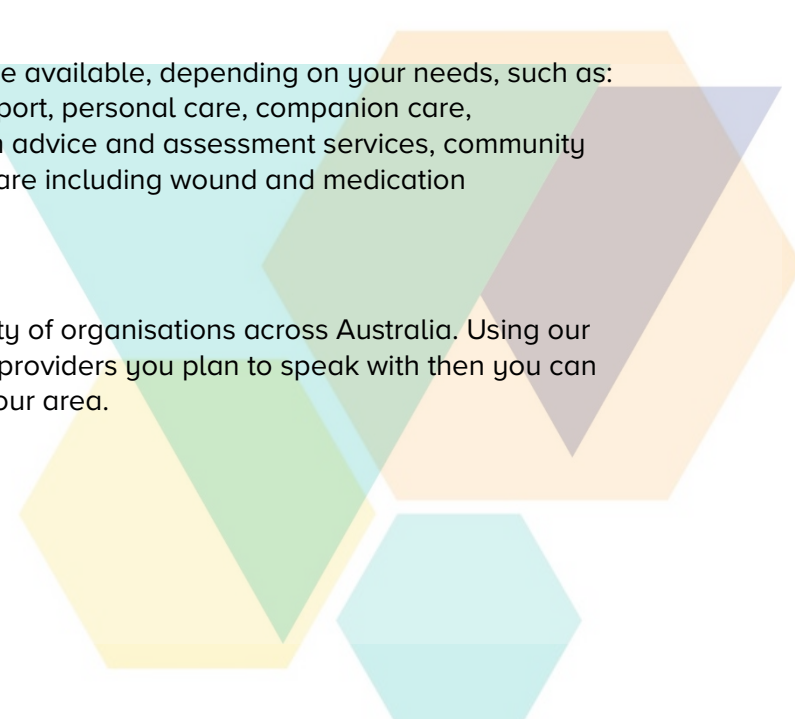 e available, depending on your needs, such as:
port, personal care, companion care,
advice and assessment services, community
are including wound and medication
ty of organisations across Australia. Using our
providers you plan to speak with then you can
our area.